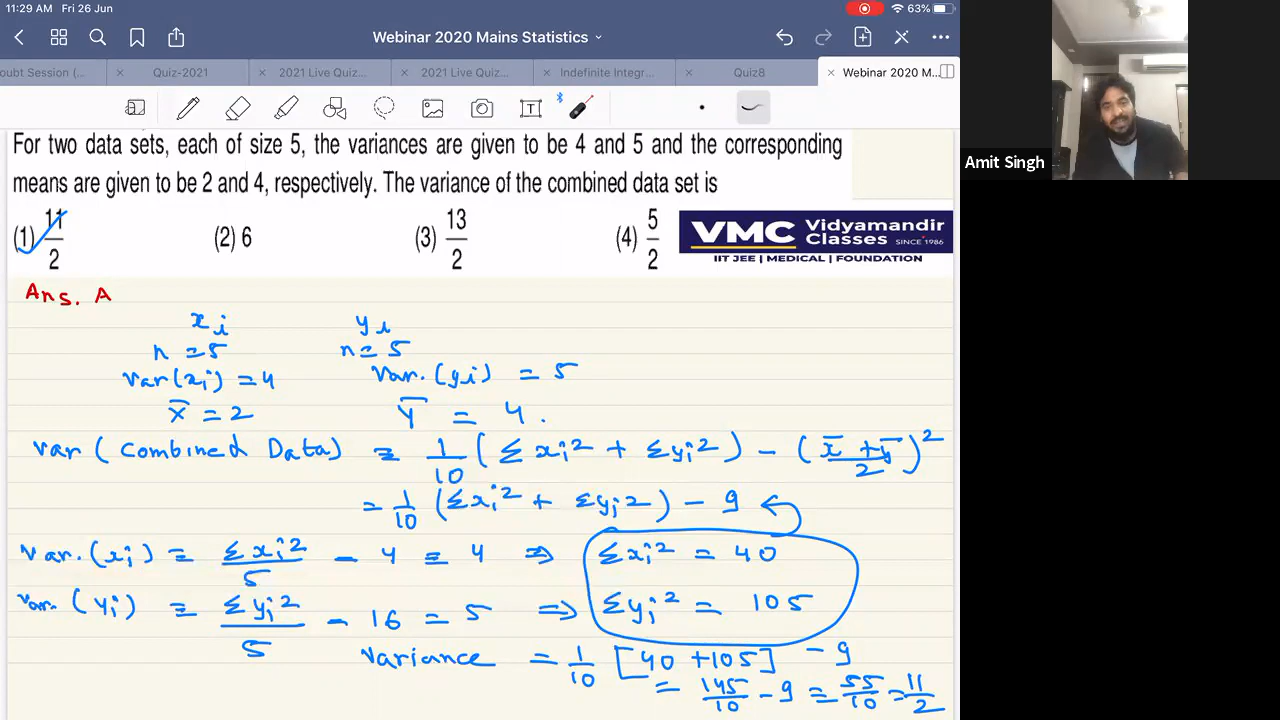 11:29 AM Fri 26 Jun
63%
Webinar 2020 Mains Statistics
oubt Session (... × Quiz-2021 × 2021 Live Quiz... × 2021 Live Quiz... × Indefinite Integr... × Quiz8 × Webinar 2020 M...
For two data sets, each of size 5, the variances are given to be 4 and 5 and the corresponding
means are given to be 2 and 4, respectively. The variance of the combined data set is
(1) 11/2 (2) 6 (3) 13/2 (4) 5/2
VMC Vidyamandir Classes SINCE 1986
IIT JEE | MEDICAL | FOUNDATION
Amit Singh
Ans. A
xi yi
n = 5 n = 5
var(xi) = 4 Var.(yi) = 5
X̄ = 2 Ȳ = 4.
Var (Combined Data) = 1/10 (Σxi² + Σyi²) - (x̄ + ȳ/2)²
= 1/10 (Σxi² + Σyi²) - 9
Var.(xi) = Σxi²/5 - 4 = 4 ⇒ Σxi² = 40
Var.(yi) = Σyi²/5 - 16 = 5 ⇒ Σyi² = 105
Variance = 1/10 [40 + 105] - 9
= 145/10 - 9 = 55/10 = 11/2